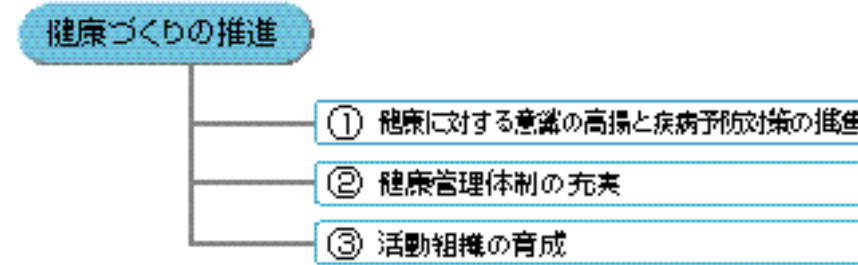 健康づくりの推進
① 健康に対する意識の高揚と疾病予防対策の推進
② 健康管理体制の充実
③ 活動組織の育成